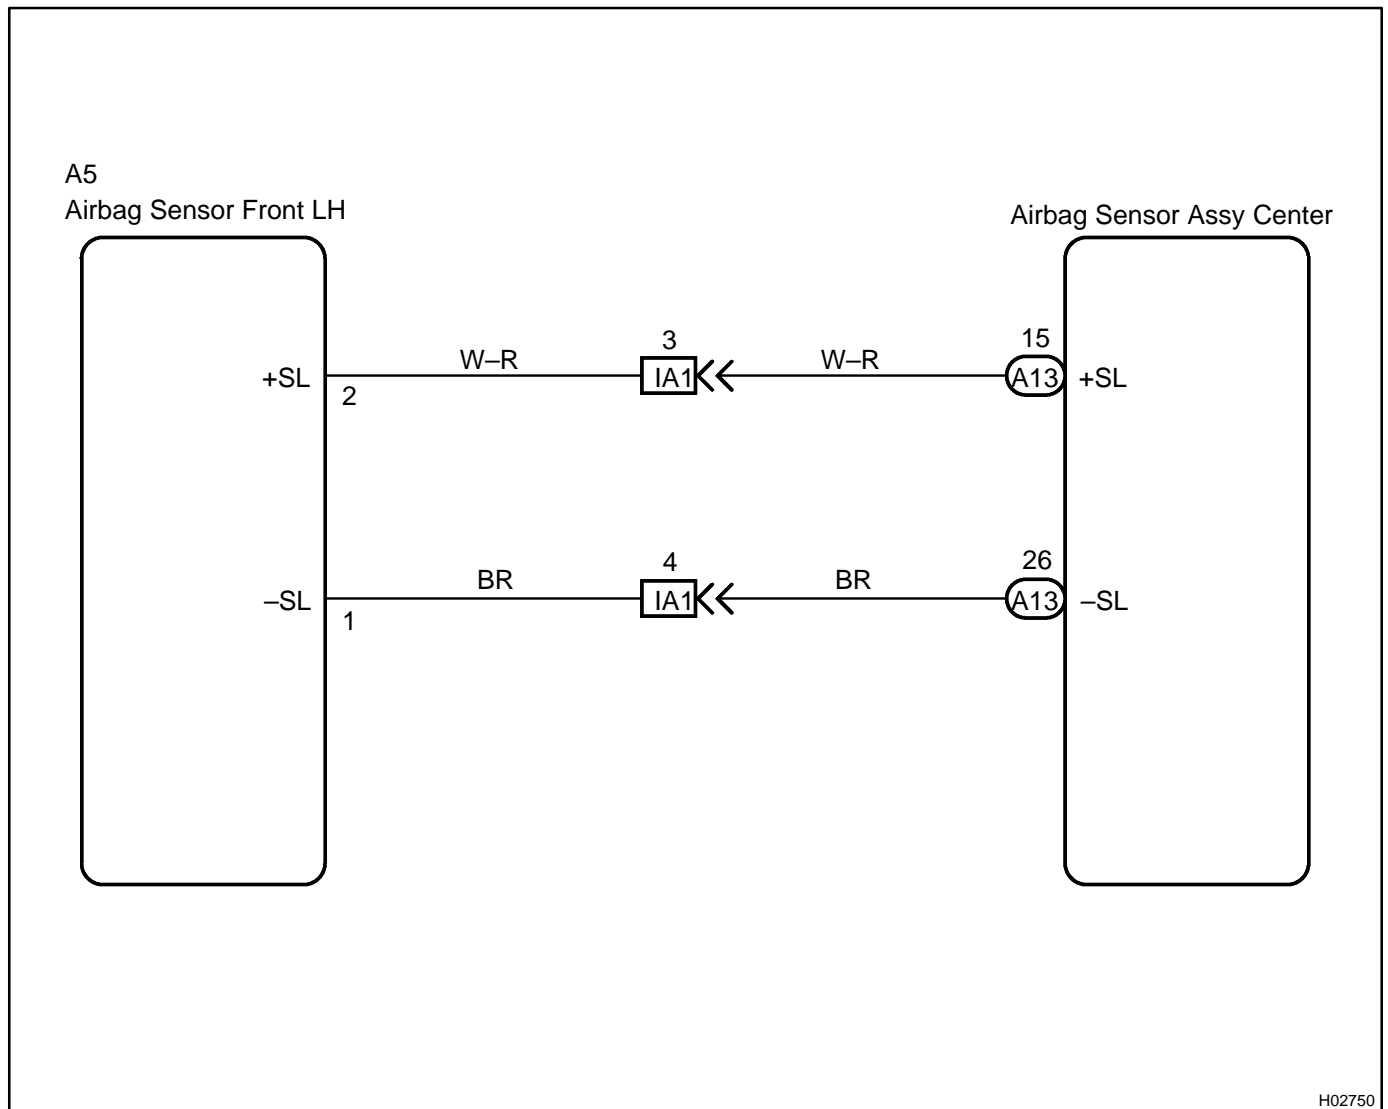 A5
Airbag Sensor Front LH
Airbag Sensor Assy Center
+SL
2
W–R
3
IA1
W–R
15
A13
+SL
–SL
1
BR
4
IA1
BR
26
A13
–SL
H02750